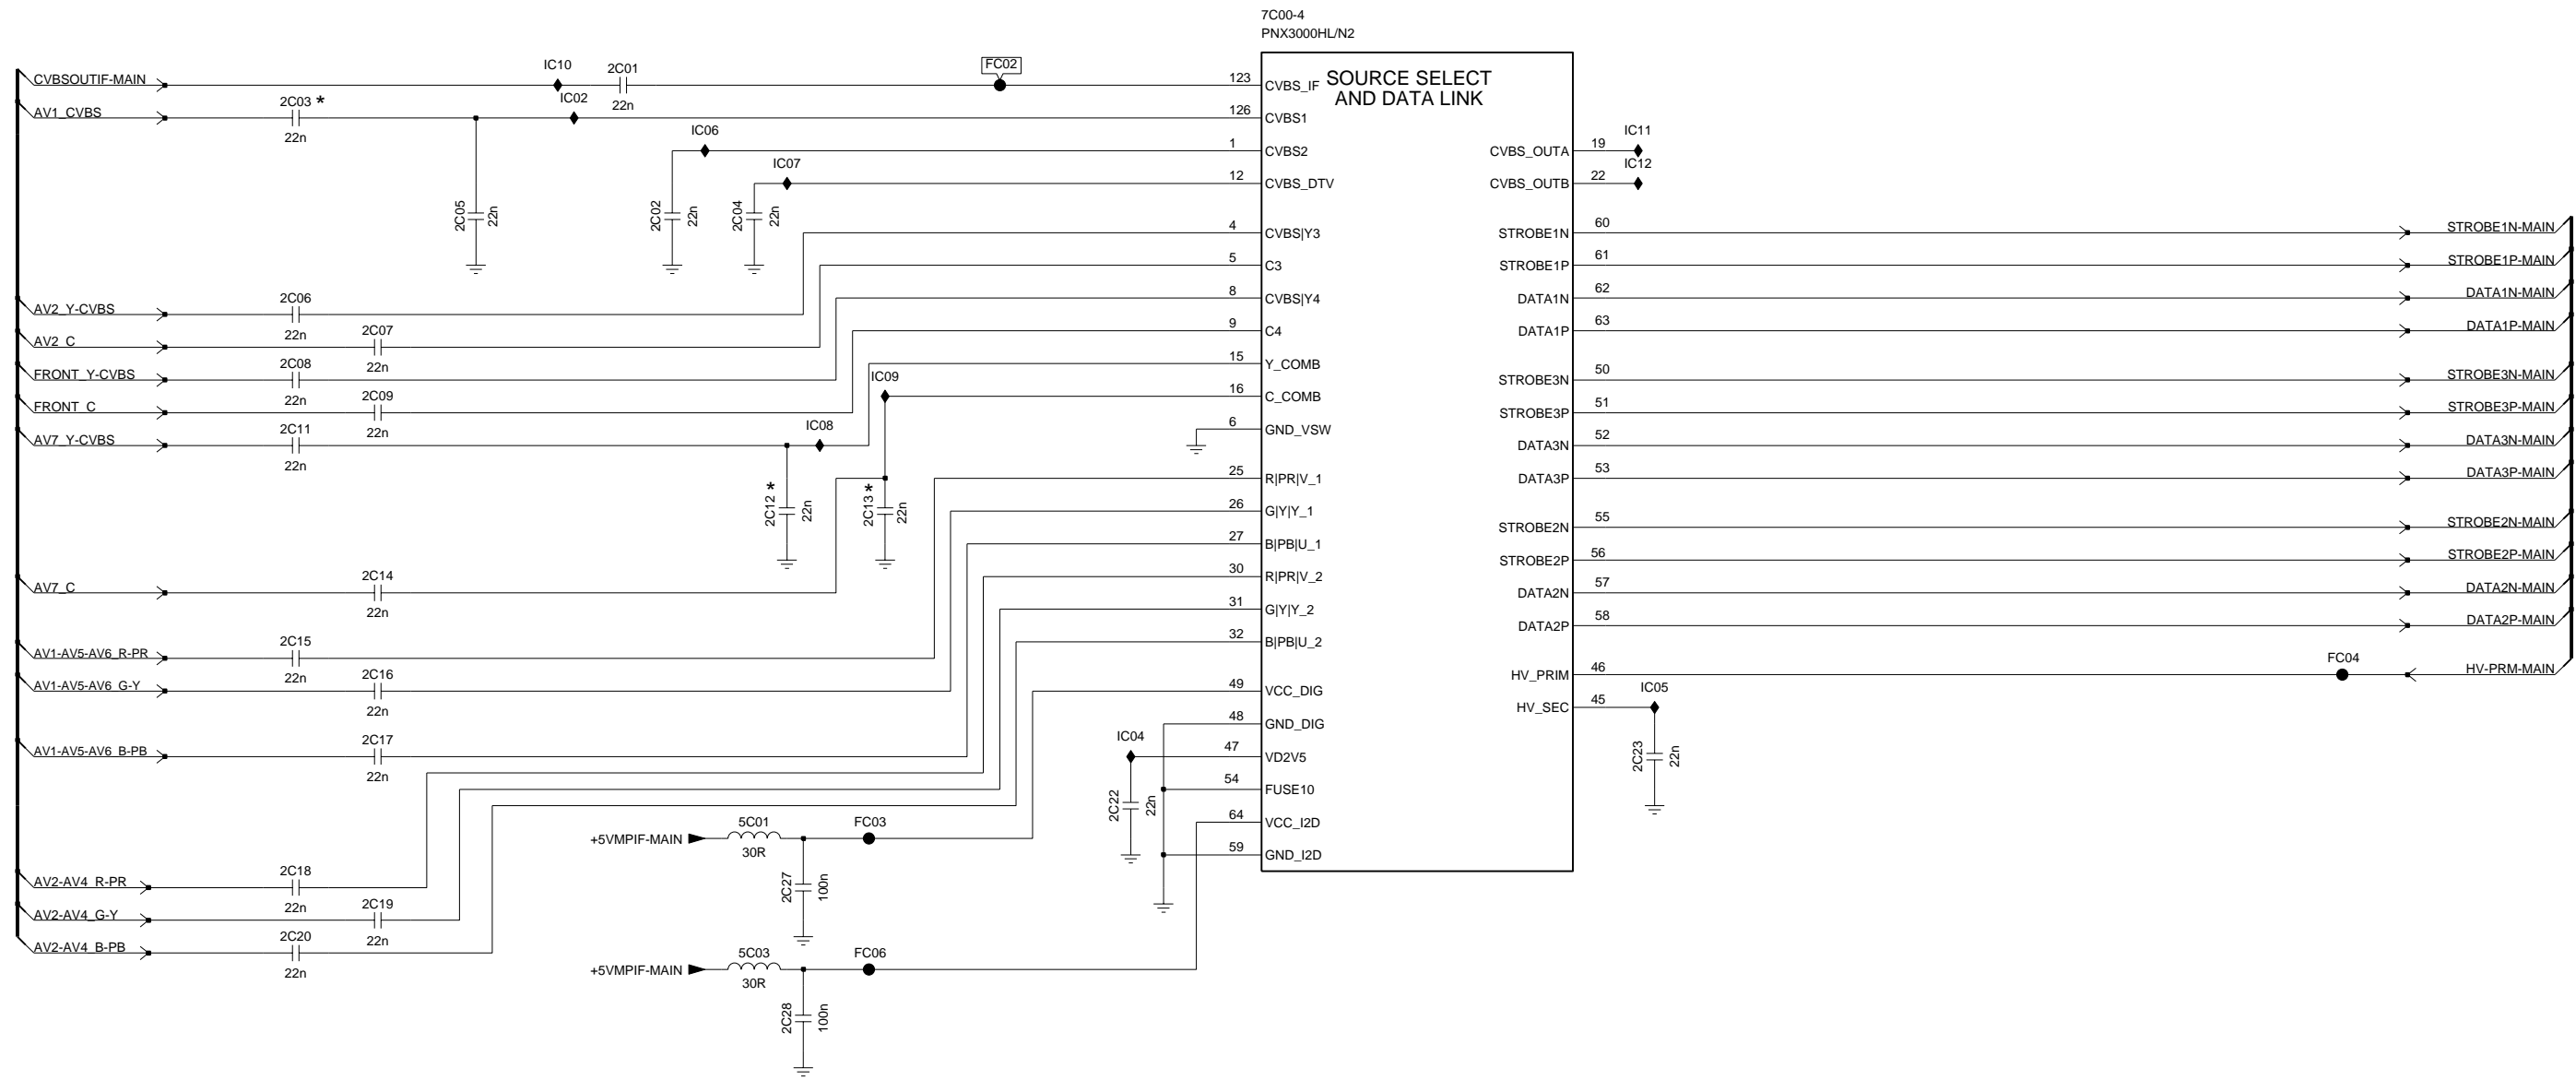 7C00-4
PNX3000HL/N2
SOURCE SELECT
AND DATA LINK
CVBSOUTIF-MAIN
IC10
2C01
22n
FC02
123
CVBS_IF
AV1_CVBS
2C03 *
22n
IC02
126
CVBS1
2C05
22n
IC06
1
CVBS2
2C02
22n
IC07
12
CVBS_DTV
2C04
22n
4
CVBS|Y3
5
C3
8
CVBS|Y4
9
C4
15
Y_COMB
IC09
16
C_COMB
6
GND_VSW
25
R|PR|V_1
26
G|Y|Y_1
27
B|PB|U_1
30
R|PR|V_2
31
G|Y|Y_2
32
B|PB|U_2
49
VCC_DIG
48
GND_DIG
47
VD2V5
54
FUSE10
64
VCC_I2D
59
GND_I2D
AV2_Y-CVBS
2C06
22n
AV2_C
2C07
22n
FRONT_Y-CVBS
2C08
22n
FRONT_C
2C09
22n
AV7_Y-CVBS
2C11
22n
IC08
2C12 *
22n
2C13 *
22n
AV7_C
2C14
22n
AV1-AV5-AV6_R-PR
2C15
22n
AV1-AV5-AV6_G-Y
2C16
22n
AV1-AV5-AV6_B-PB
2C17
22n
AV2-AV4_R-PR
2C18
22n
AV2-AV4_G-Y
2C19
22n
AV2-AV4_B-PB
2C20
22n
+5VMPIF-MAIN
5C01
30R
FC03
2C27
100n
+5VMPIF-MAIN
5C03
30R
FC06
2C28
100n
IC04
2C22
22n
CVBS_OUTA
19
IC11
CVBS_OUTB
22
IC12
STROBE1N
60
STROBE1N-MAIN
STROBE1P
61
STROBE1P-MAIN
DATA1N
62
DATA1N-MAIN
DATA1P
63
DATA1P-MAIN
STROBE3N
50
STROBE3N-MAIN
STROBE3P
51
STROBE3P-MAIN
DATA3N
52
DATA3N-MAIN
DATA3P
53
DATA3P-MAIN
STROBE2N
55
STROBE2N-MAIN
STROBE2P
56
STROBE2P-MAIN
DATA2N
57
DATA2N-MAIN
DATA2P
58
DATA2P-MAIN
HV_PRIM
46
FC04
HV-PRM-MAIN
HV_SEC
45
IC05
2C23
22n